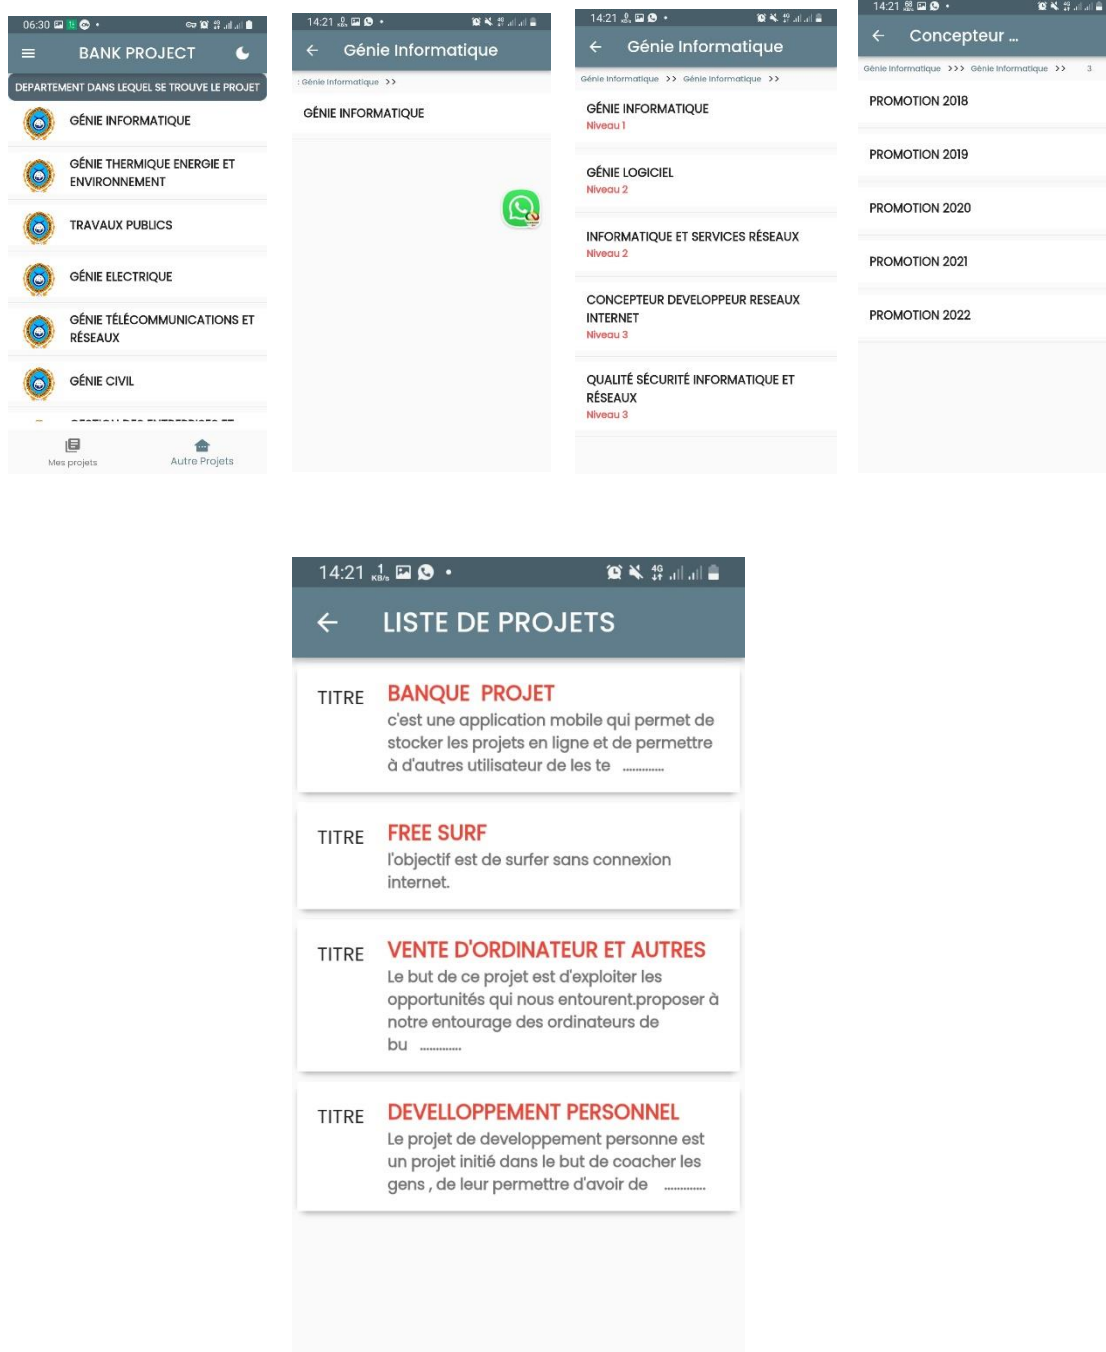 06:30
BANK PROJECT
DEPARTEMENT DANS LEQUEL SE TROUVE LE PROJET
GÉNIE INFORMATIQUE
GÉNIE THERMIQUE ENERGIE ET
ENVIRONNEMENT
TRAVAUX PUBLICS
GÉNIE ELECTRIQUE
GÉNIE TÉLÉCOMMUNICATIONS ET
RÉSEAUX
GÉNIE CIVIL
Mes projets
Autre Projets
14:21
Génie Informatique
: Génie Informatique >>
GÉNIE INFORMATIQUE
14:21
Génie Informatique
Génie Informatique >> Génie Informatique >>
GÉNIE INFORMATIQUE
Niveau 1
GÉNIE LOGICIEL
Niveau 2
INFORMATIQUE ET SERVICES RÉSEAUX
Niveau 2
CONCEPTEUR DEVELOPPEUR RESEAUX
INTERNET
Niveau 3
QUALITÉ SÉCURITÉ INFORMATIQUE ET
RÉSEAUX
Niveau 3
14:21
Concepteur ...
Génie Informatique >>> Génie Informatique >> 3
PROMOTION 2018
PROMOTION 2019
PROMOTION 2020
PROMOTION 2021
PROMOTION 2022
14:21 1 KB/s 4G
LISTE DE PROJETS
TITRE BANQUE PROJET
c'est une application mobile qui permet de
stocker les projets en ligne et de permettre
à d'autres utilisateur de les te .............
TITRE FREE SURF
l'objectif est de surfer sans connexion
internet.
TITRE VENTE D'ORDINATEUR ET AUTRES
Le but de ce projet est d'exploiter les
opportunités qui nous entourent.proposer à
notre entourage des ordinateurs de
bu .............
TITRE DEVELLOPPEMENT PERSONNEL
Le projet de developpement personne est
un projet initié dans le but de coacher les
gens , de leur permettre d'avoir de .............